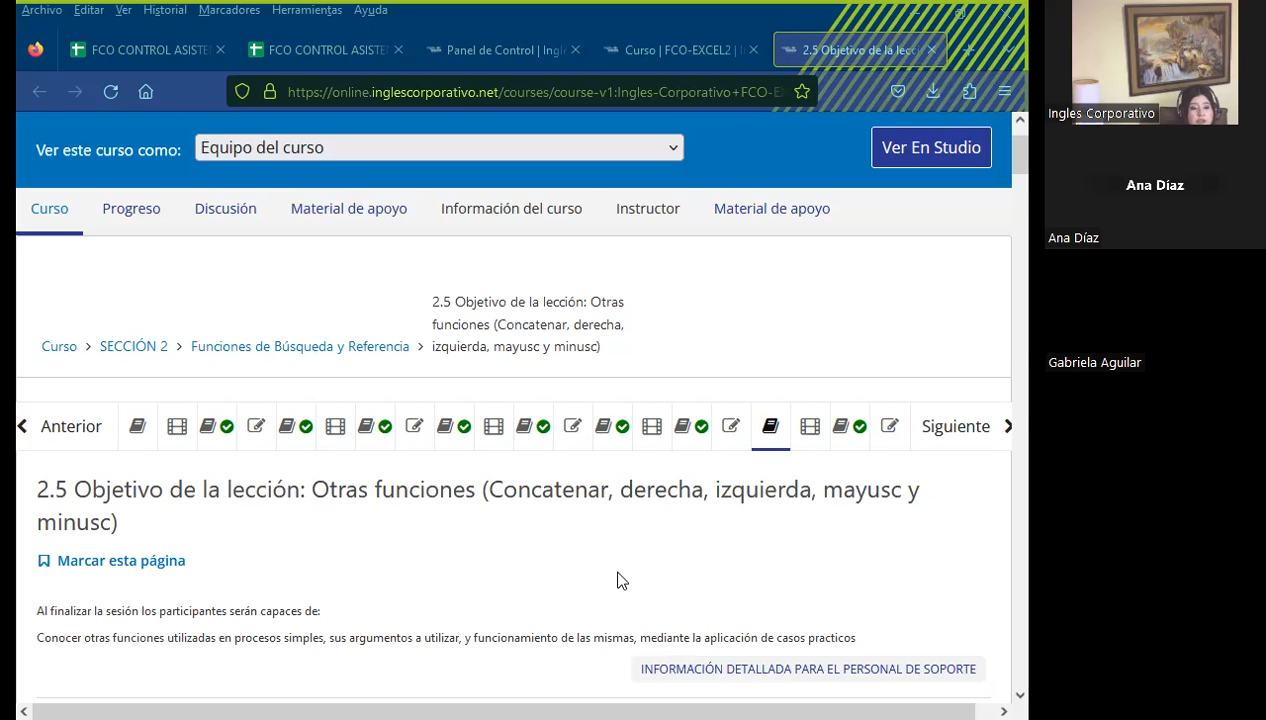 Archivo Editar Ver Historial Marcadores Herramientas Ayuda
FCO CONTROL ASISTE
FCO CONTROL ASISTE
Panel de Control | Ingl
Curso | FCO-EXCEL2 |
2.5 Objetivo de la lecci
https://online.inglescorporativo.net/courses/course-v1:Ingles-Corporativo+FCO-E
Ver este curso como:
Equipo del curso
Ver En Studio
Curso Progreso Discusión Material de apoyo Información del curso Instructor Material de apoyo
Curso > SECCIÓN 2 > Funciones de Búsqueda y Referencia >
2.5 Objetivo de la lección: Otras
funciones (Concatenar, derecha,
izquierda, mayusc y minusc)
Anterior
Siguiente
2.5 Objetivo de la lección: Otras funciones (Concatenar, derecha, izquierda, mayusc y
minusc)
Marcar esta página
Al finalizar la sesión los participantes serán capaces de:
Conocer otras funciones utilizadas en procesos simples, sus argumentos a utilizar, y funcionamiento de las mismas, mediante la aplicación de casos practicos
INFORMACIÓN DETALLADA PARA EL PERSONAL DE SOPORTE
Ingles Corporativo
Ana Díaz
Ana Díaz
Gabriela Aguilar